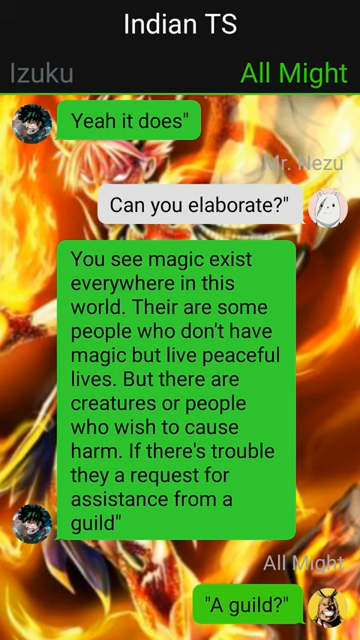 Indian TS
Izuku
All Might
Yeah it does"
Mr. Nezu
Can you elaborate?"
You see magic exist
everywhere in this
world. Their are some
people who don't have
magic but live peaceful
lives. But there are
creatures or people
who wish to cause
harm. If there's trouble
they a request for
assistance from a
guild"
All Might
"A guild?"